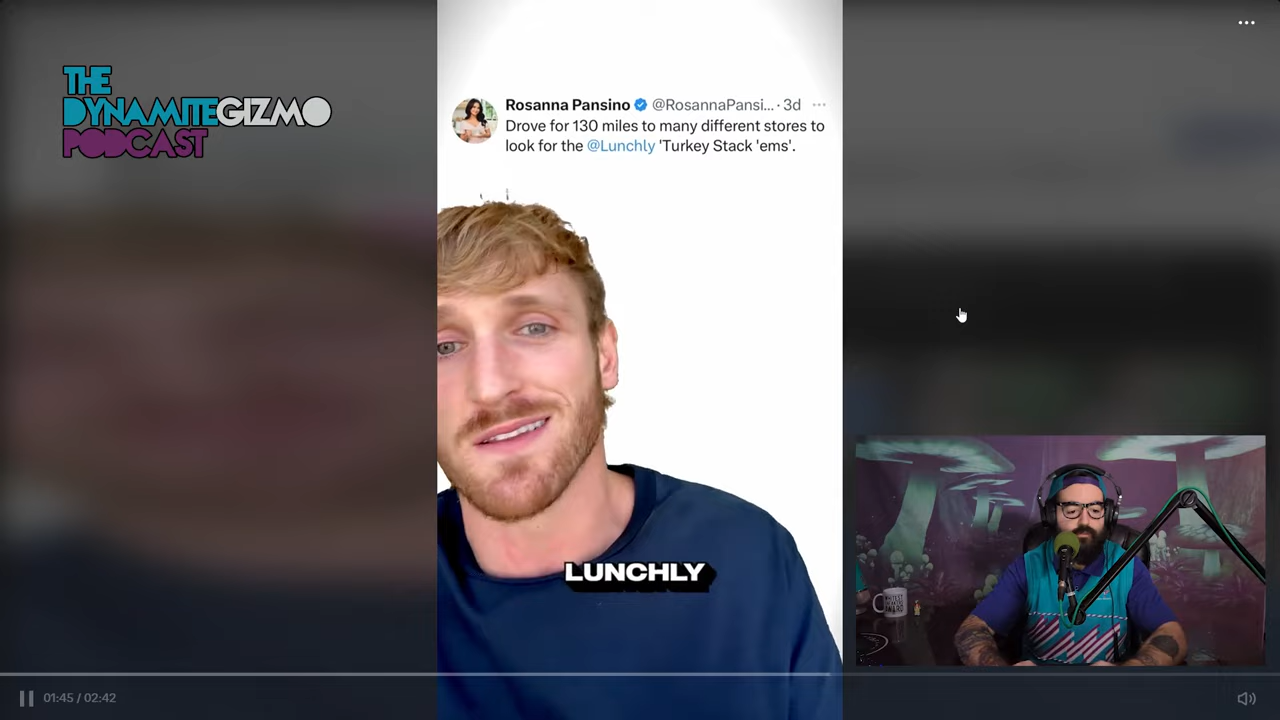 THE
DYNAMITEGIZMO
PODCAST
Rosanna Pansino @RosannaPansi... · 3d
Drove for 130 miles to many different stores to
look for the @Lunchly 'Turkey Stack 'ems'.
LUNCHLY
AWARD
01:45 / 02:42